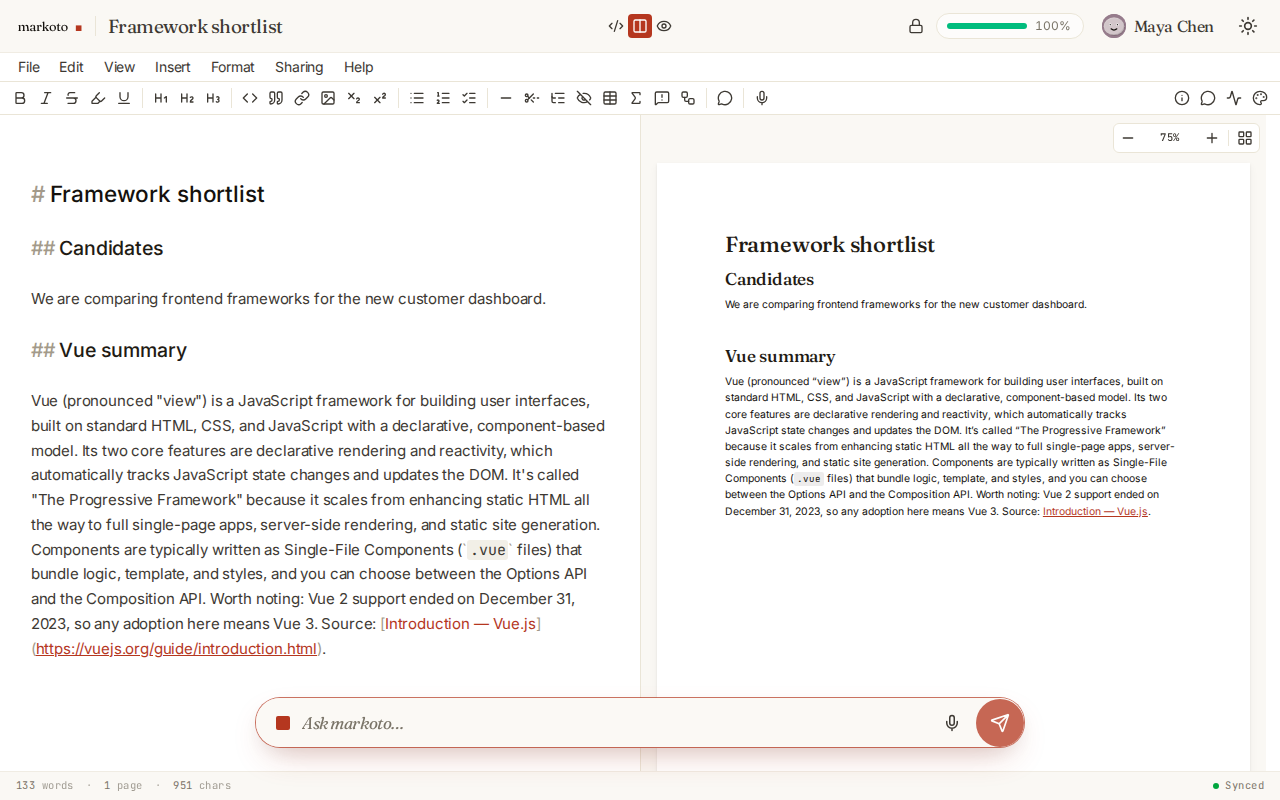 markoto
Framework shortlist
100%
Maya Chen
File Edit View Insert Format Sharing Help
H1 H2 H3
75%
# Framework shortlist
## Candidates
We are comparing frontend frameworks for the new customer dashboard.
## Vue summary
Vue (pronounced "view") is a JavaScript framework for building user interfaces,
built on standard HTML, CSS, and JavaScript with a declarative, component-based
model. Its two core features are declarative rendering and reactivity, which
automatically tracks JavaScript state changes and updates the DOM. It's called
"The Progressive Framework" because it scales from enhancing static HTML all
the way to full single-page apps, server-side rendering, and static site generation.
Components are typically written as Single-File Components (`.vue` files) that
bundle logic, template, and styles, and you can choose between the Options API
and the Composition API. Worth noting: Vue 2 support ended on December 31,
2023, so any adoption here means Vue 3. Source: [Introduction — Vue.js]
(https://vuejs.org/guide/introduction.html).
Framework shortlist
Candidates
We are comparing frontend frameworks for the new customer dashboard.
Vue summary
Vue (pronounced “view”) is a JavaScript framework for building user interfaces, built on
standard HTML, CSS, and JavaScript with a declarative, component-based model. Its two
core features are declarative rendering and reactivity, which automatically tracks
JavaScript state changes and updates the DOM. It’s called “The Progressive Framework”
because it scales from enhancing static HTML all the way to full single-page apps, server-
side rendering, and static site generation. Components are typically written as Single-File
Components (.vue files) that bundle logic, template, and styles, and you can choose
between the Options API and the Composition API. Worth noting: Vue 2 support ended on
December 31, 2023, so any adoption here means Vue 3. Source: Introduction — Vue.js.
Ask markoto...
133 words · 1 page · 951 chars
Synced